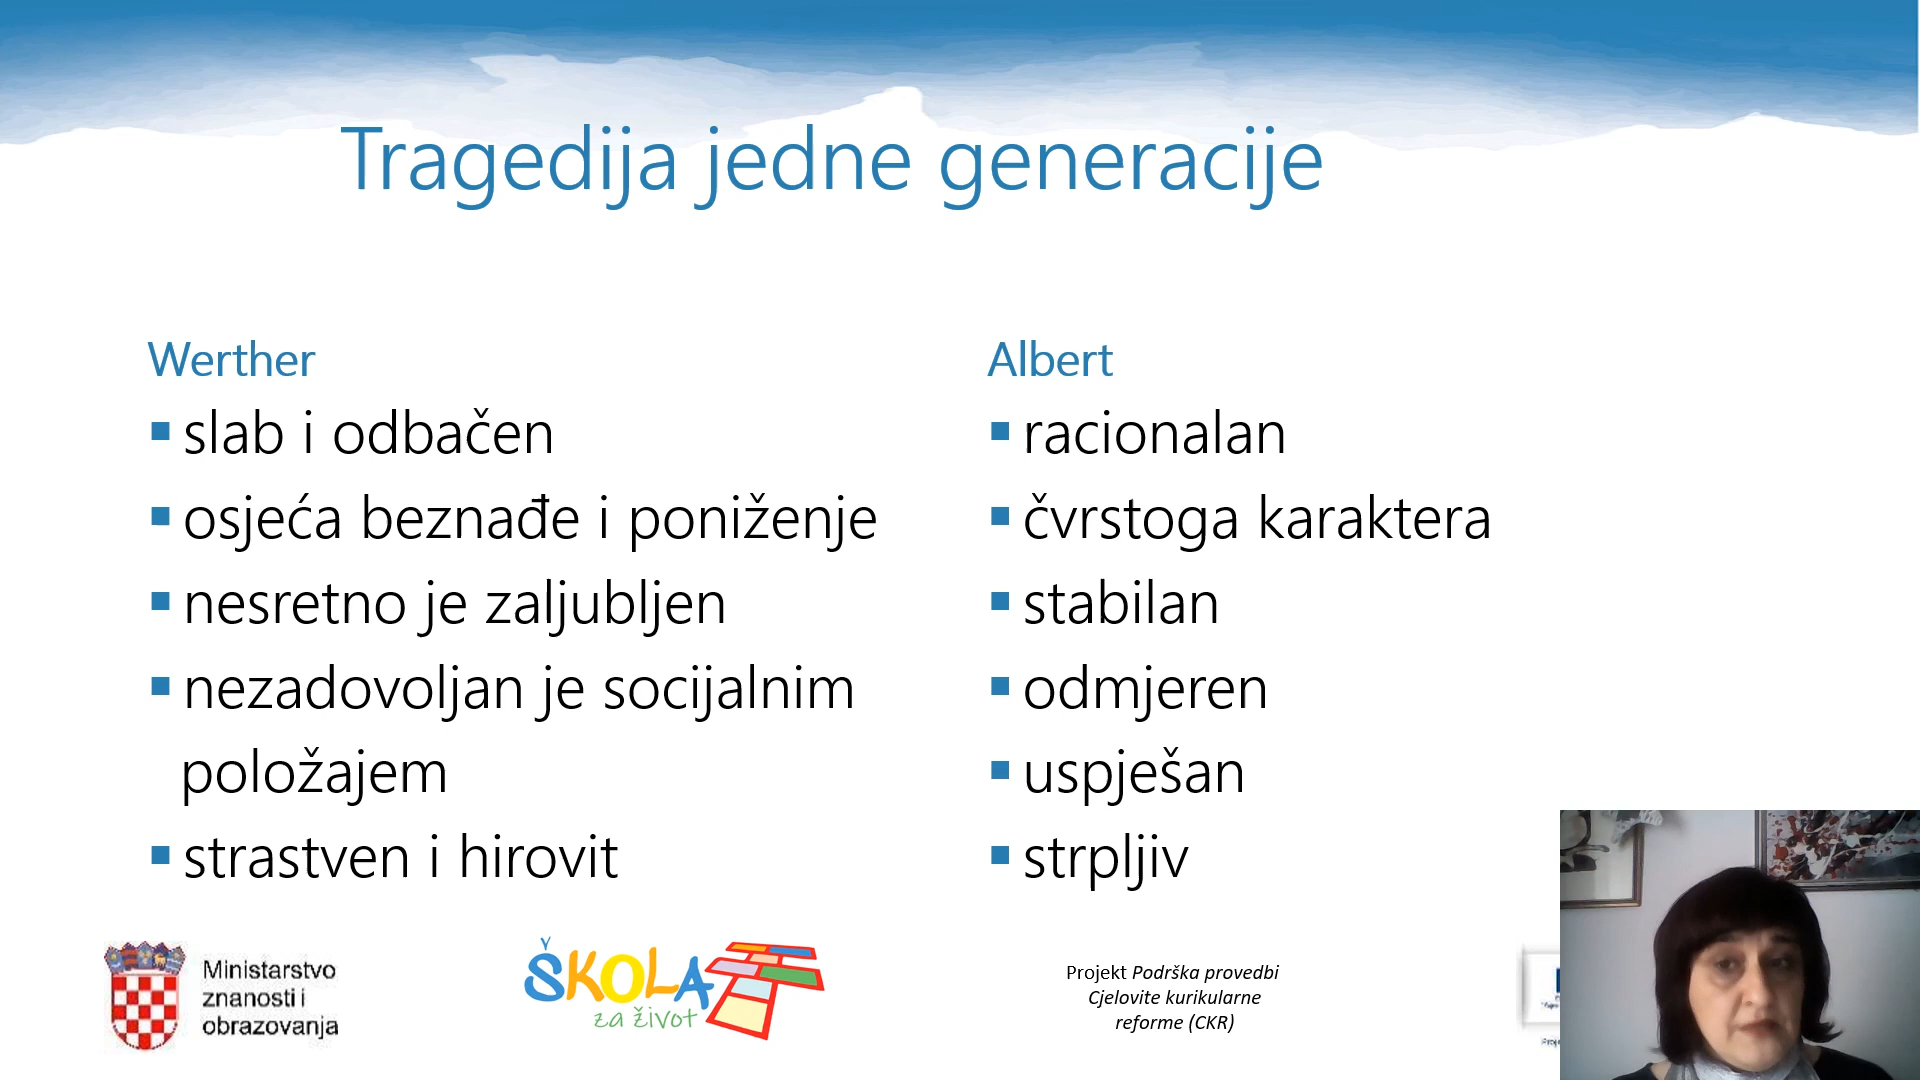 Tragedija jedne generacije
Werther
slab i odbačen
osjeća beznađe i poniženje
nesretno je zaljubljen
nezadovoljan je socijalnim
položajem
strastven i hirovit
Albert
racionalan
čvrstoga karaktera
stabilan
odmjeren
uspješan
strpljiv
Ministarstvo
znanosti i
obrazovanja
ŠKOLA
za život
Projekt Podrška provedbi
Cjelovite kurikularne
reforme (CKR)